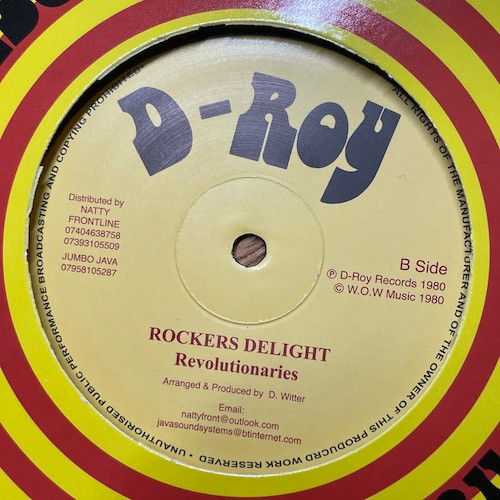 D-Roy
Distributed by
NATTY
FRONTLINE
07404638758
07393105509
JUMBO JAVA
07958105287
B Side
℗ D-Roy Records 1980
© W.O.W Music 1980
ROCKERS DELIGHT
Revolutionaries
Arranged & Produced by D. Witter
Email:
nattyfront@outlook.com
javasoundsystems@btinternet.com
ALL RIGHTS OF THE MANUFACTURER AND OF THE OWNER OF THIS PRODUCRD WORK RESERVED • UNAUTHORISED PUBLIC PERFORMANCE BROADCASTING AND COPYING PROHIBITED